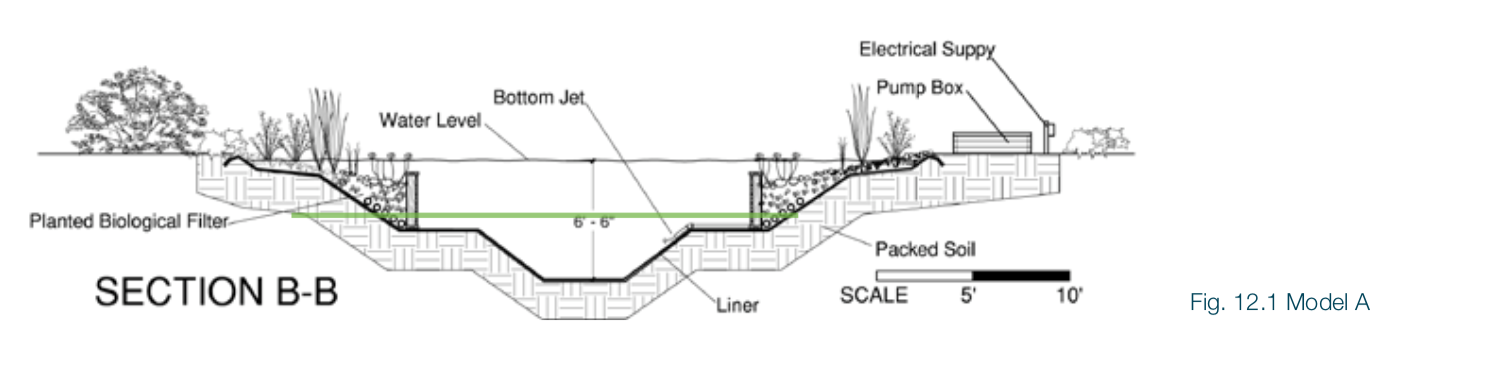 Electrical Suppy
Pump Box
Bottom Jet
Water Level
6' - 6"
Planted Biological Filter
Packed Soil
SECTION B-B
SCALE 5' 10'
Liner
Fig. 12.1 Model A